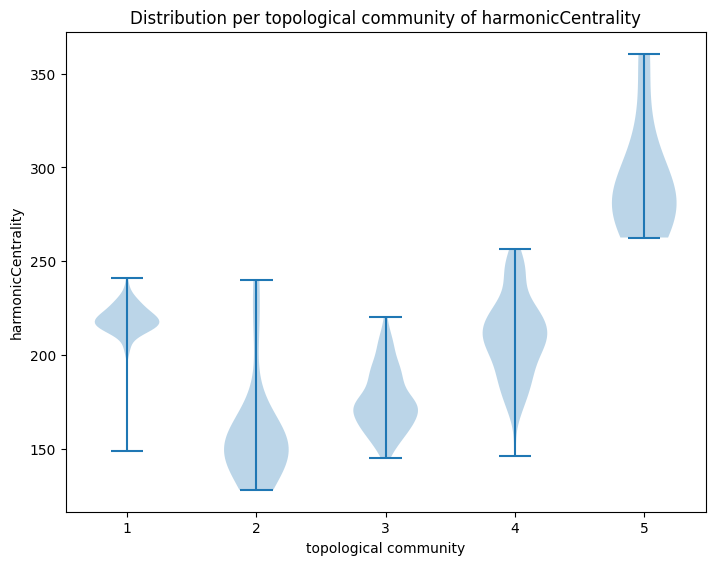 Distribution per topological community of harmonicCentrality
harmonicCentrality
350
300
250
200
150
1 2 3 4 5
topological community